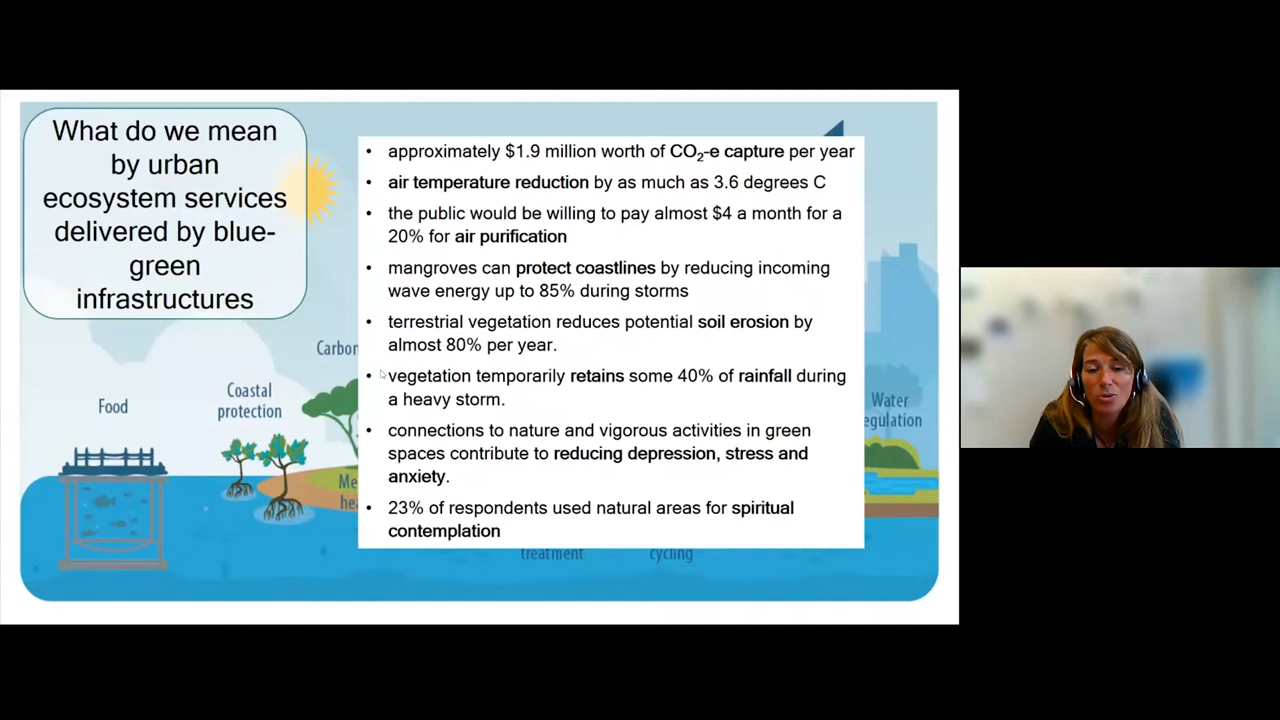 What do we mean
by urban
ecosystem services
delivered by blue-
green
infrastructures
• approximately $1.9 million worth of CO₂-e capture per year
• air temperature reduction by as much as 3.6 degrees C
• the public would be willing to pay almost $4 a month for a
20% for air purification
• mangroves can protect coastlines by reducing incoming
wave energy up to 85% during storms
• terrestrial vegetation reduces potential soil erosion by
almost 80% per year.
• vegetation temporarily retains some 40% of rainfall during
a heavy storm.
• connections to nature and vigorous activities in green
spaces contribute to reducing depression, stress and
anxiety.
• 23% of respondents used natural areas for spiritual
contemplation
Carbon
Coastal
protection
Food
Water
egulation
Me
hea
treatment
cycling